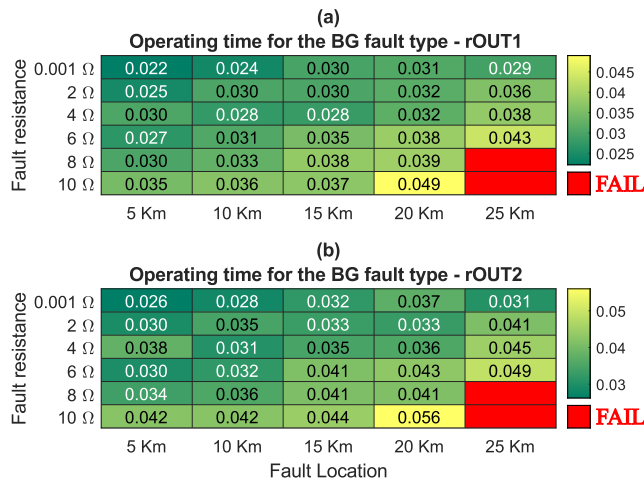 (a)
Operating time for the BG fault type - rOUT1
Fault resistance
0.001 Ω 0.022 0.024 0.030 0.031 0.029
2 Ω 0.025 0.030 0.030 0.032 0.036
4 Ω 0.030 0.028 0.028 0.032 0.038
6 Ω 0.027 0.031 0.035 0.038 0.043
8 Ω 0.030 0.033 0.038 0.039
10 Ω 0.035 0.036 0.037 0.049
5 Km 10 Km 15 Km 20 Km 25 Km
0.045
0.04
0.035
0.03
0.025
FAIL
(b)
Operating time for the BG fault type - rOUT2
Fault resistance
0.001 Ω 0.026 0.028 0.032 0.037 0.031
2 Ω 0.030 0.035 0.033 0.033 0.041
4 Ω 0.038 0.031 0.035 0.036 0.045
6 Ω 0.030 0.032 0.041 0.043 0.049
8 Ω 0.034 0.036 0.041 0.041
10 Ω 0.042 0.042 0.044 0.056
5 Km 10 Km 15 Km 20 Km 25 Km
Fault Location
0.05
0.04
0.03
FAIL